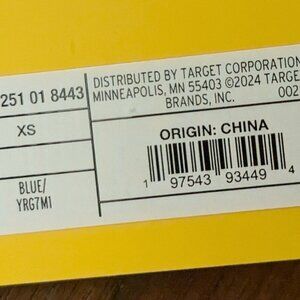 251 01 8443
XS
BLUE/
YRG7M1
DISTRIBUTED BY TARGET CORPORATION
MINNEAPOLIS, MN 55403 ©2024 TARGE
BRANDS, INC.
002
ORIGIN: CHINA
1 97543 93449 4